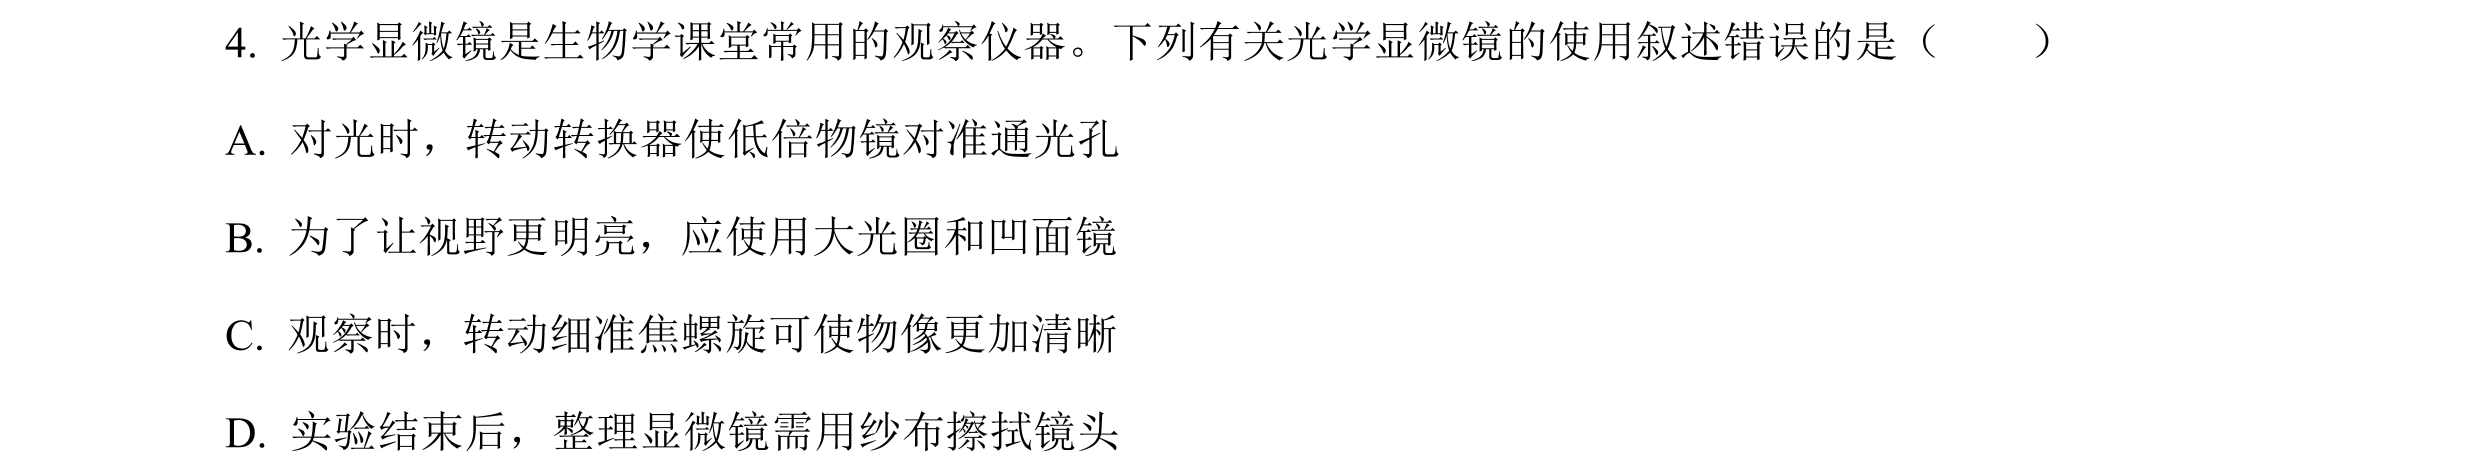 4. 光学显微镜是生物学课堂常用的观察仪器。下列有关光学显微镜的使用叙述错误的是（　　）
A. 对光时，转动转换器使低倍物镜对准通光孔
B. 为了让视野更明亮，应使用大光圈和凹面镜
C. 观察时，转动细准焦螺旋可使物像更加清晰
D. 实验结束后，整理显微镜需用纱布擦拭镜头